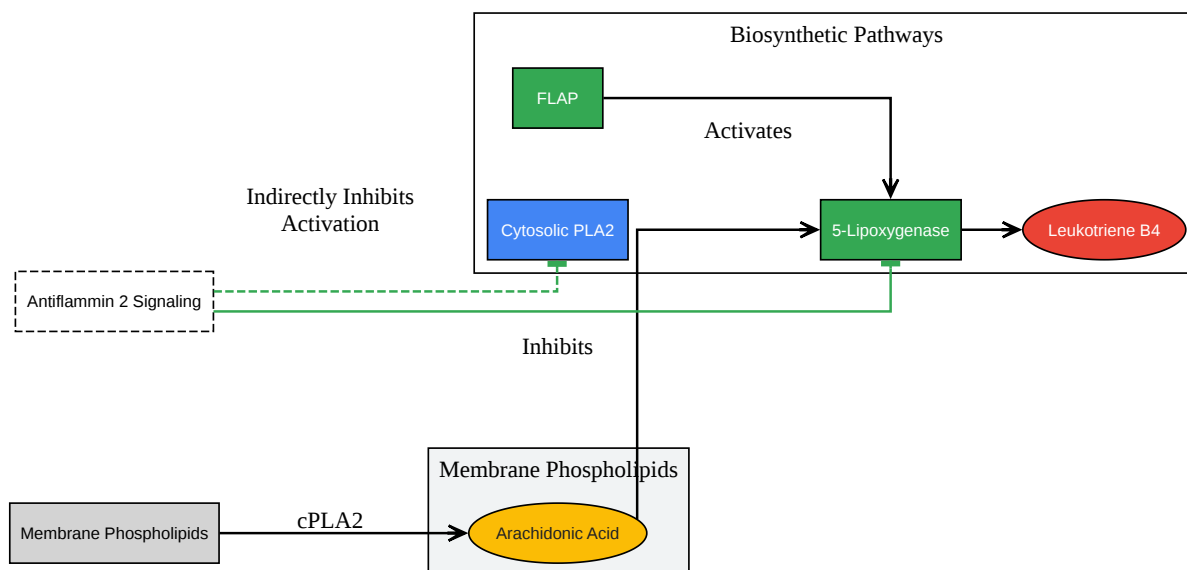 Biosynthetic Pathways
FLAP
Activates
Indirectly Inhibits
Activation
Cytosolic PLA2
5-Lipoxygenase
Leukotriene B4
Antiflammin 2 Signaling
Inhibits
Membrane Phospholipids
Membrane Phospholipids
cPLA2
Arachidonic Acid